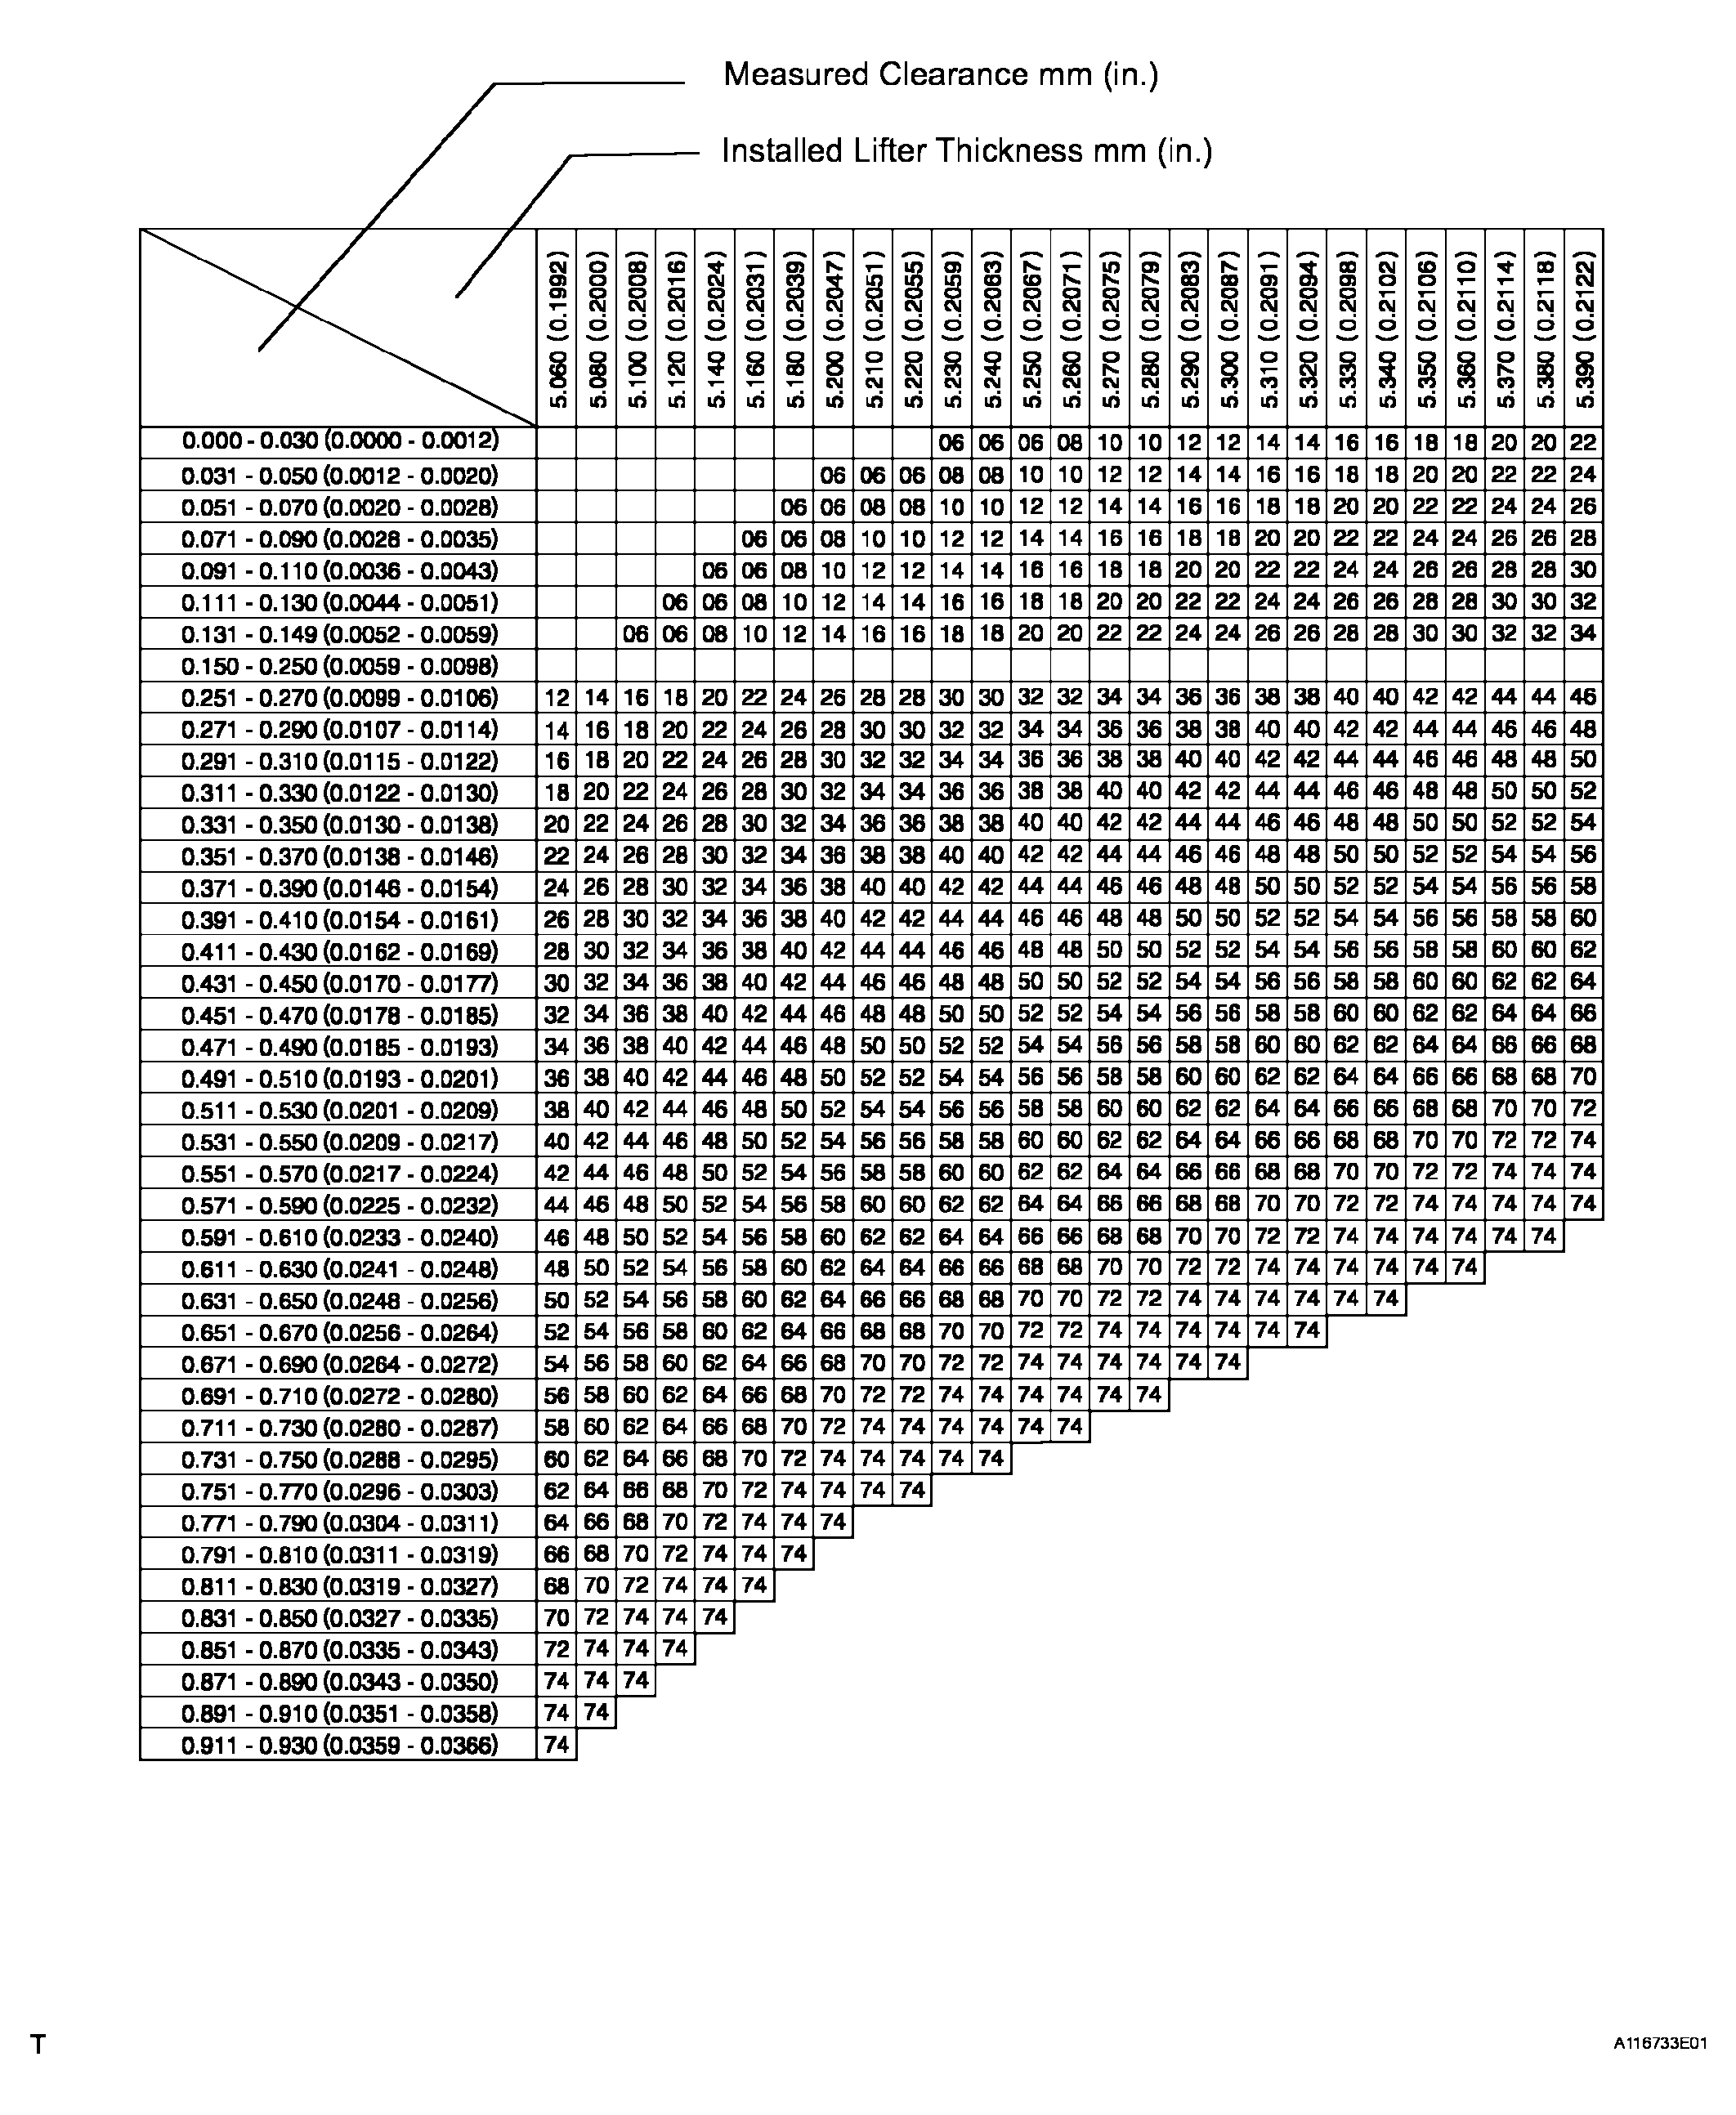 Measured Clearance mm (in.)
Installed Lifter Thickness mm (in.)
5.060 (0.1992)
5.080 (0.2000)
5.100 (0.2008)
5.120 (0.2016)
5.140 (0.2024)
5.160 (0.2031)
5.180 (0.2039)
5.200 (0.2047)
5.210 (0.2051)
5.220 (0.2055)
5.230 (0.2059)
5.240 (0.2063)
5.250 (0.2067)
5.260 (0.2071)
5.270 (0.2075)
5.280 (0.2079)
5.290 (0.2083)
5.300 (0.2087)
5.310 (0.2091)
5.320 (0.2094)
5.330 (0.2098)
5.340 (0.2102)
5.350 (0.2106)
5.360 (0.2110)
5.370 (0.2114)
5.380 (0.2118)
5.390 (0.2122)
0.000 - 0.030 (0.0000 - 0.0012) 06 06 06 08 10 10 12 12 14 14 16 16 18 18 20 20 22
0.031 - 0.050 (0.0012 - 0.0020) 06 06 06 08 08 10 10 12 12 14 14 16 16 18 18 20 20 22 22 24
0.051 - 0.070 (0.0020 - 0.0028) 06 06 08 08 10 10 12 12 14 14 16 16 18 18 20 20 22 22 24 24 26
0.071 - 0.090 (0.0028 - 0.0035) 06 06 08 10 10 12 12 14 14 16 16 18 18 20 20 22 22 24 24 26 26 28
0.091 - 0.110 (0.0036 - 0.0043) 06 06 08 10 12 12 14 14 16 16 18 18 20 20 22 22 24 24 26 26 28 28 30
0.111 - 0.130 (0.0044 - 0.0051) 06 06 08 10 12 14 14 16 16 18 18 20 20 22 22 24 24 26 26 28 28 30 30 32
0.131 - 0.149 (0.0052 - 0.0059) 06 06 08 10 12 14 16 16 18 18 20 20 22 22 24 24 26 26 28 28 30 30 32 32 34
0.150 - 0.250 (0.0059 - 0.0098)
0.251 - 0.270 (0.0099 - 0.0106) 12 14 16 18 20 22 24 26 28 28 30 30 32 32 34 34 36 36 38 38 40 40 42 42 44 44 46
0.271 - 0.290 (0.0107 - 0.0114) 14 16 18 20 22 24 26 28 30 30 32 32 34 34 36 36 38 38 40 40 42 42 44 44 46 46 48
0.291 - 0.310 (0.0115 - 0.0122) 16 18 20 22 24 26 28 30 32 32 34 34 36 36 38 38 40 40 42 42 44 44 46 46 48 48 50
0.311 - 0.330 (0.0122 - 0.0130) 18 20 22 24 26 28 30 32 34 34 36 36 38 38 40 40 42 42 44 44 46 46 48 48 50 50 52
0.331 - 0.350 (0.0130 - 0.0138) 20 22 24 26 28 30 32 34 36 36 38 38 40 40 42 42 44 44 46 46 48 48 50 50 52 52 54
0.351 - 0.370 (0.0138 - 0.0146) 22 24 26 28 30 32 34 36 38 38 40 40 42 42 44 44 46 46 48 48 50 50 52 52 54 54 56
0.371 - 0.390 (0.0146 - 0.0154) 24 26 28 30 32 34 36 38 40 40 42 42 44 44 46 46 48 48 50 50 52 52 54 54 56 56 58
0.391 - 0.410 (0.0154 - 0.0161) 26 28 30 32 34 36 38 40 42 42 44 44 46 46 48 48 50 50 52 52 54 54 56 56 58 58 60
0.411 - 0.430 (0.0162 - 0.0169) 28 30 32 34 36 38 40 42 44 44 46 46 48 48 50 50 52 52 54 54 56 56 58 58 60 60 62
0.431 - 0.450 (0.0170 - 0.0177) 30 32 34 36 38 40 42 44 46 46 48 48 50 50 52 52 54 54 56 56 58 58 60 60 62 62 64
0.451 - 0.470 (0.0178 - 0.0185) 32 34 36 38 40 42 44 46 48 48 50 50 52 52 54 54 56 56 58 58 60 60 62 62 64 64 66
0.471 - 0.490 (0.0185 - 0.0193) 34 36 38 40 42 44 46 48 50 50 52 52 54 54 56 56 58 58 60 60 62 62 64 64 66 66 68
0.491 - 0.510 (0.0193 - 0.0201) 36 38 40 42 44 46 48 50 52 52 54 54 56 56 58 58 60 60 62 62 64 64 66 66 68 68 70
0.511 - 0.530 (0.0201 - 0.0209) 38 40 42 44 46 48 50 52 54 54 56 56 58 58 60 60 62 62 64 64 66 66 68 68 70 70 72
0.531 - 0.550 (0.0209 - 0.0217) 40 42 44 46 48 50 52 54 56 56 58 58 60 60 62 62 64 64 66 66 68 68 70 70 72 72 74
0.551 - 0.570 (0.0217 - 0.0224) 42 44 46 48 50 52 54 56 58 58 60 60 62 62 64 64 66 66 68 68 70 70 72 72 74 74 74
0.571 - 0.590 (0.0225 - 0.0232) 44 46 48 50 52 54 56 58 60 60 62 62 64 64 66 66 68 68 70 70 72 72 74 74 74 74 74
0.591 - 0.610 (0.0233 - 0.0240) 46 48 50 52 54 56 58 60 62 62 64 64 66 66 68 68 70 70 72 72 74 74 74 74 74 74
0.611 - 0.630 (0.0241 - 0.0248) 48 50 52 54 56 58 60 62 64 64 66 66 68 68 70 70 72 72 74 74 74 74 74 74
0.631 - 0.650 (0.0248 - 0.0256) 50 52 54 56 58 60 62 64 66 66 68 68 70 70 72 72 74 74 74 74 74 74
0.651 - 0.670 (0.0256 - 0.0264) 52 54 56 58 60 62 64 66 68 68 70 70 72 72 74 74 74 74 74 74
0.671 - 0.690 (0.0264 - 0.0272) 54 56 58 60 62 64 66 68 70 70 72 72 74 74 74 74 74 74
0.691 - 0.710 (0.0272 - 0.0280) 56 58 60 62 64 66 68 70 72 72 74 74 74 74 74 74
0.711 - 0.730 (0.0280 - 0.0287) 58 60 62 64 66 68 70 72 74 74 74 74 74 74
0.731 - 0.750 (0.0288 - 0.0295) 60 62 64 66 68 70 72 74 74 74 74 74
0.751 - 0.770 (0.0296 - 0.0303) 62 64 66 68 70 72 74 74 74 74
0.771 - 0.790 (0.0304 - 0.0311) 64 66 68 70 72 74 74 74
0.791 - 0.810 (0.0311 - 0.0319) 66 68 70 72 74 74 74
0.811 - 0.830 (0.0319 - 0.0327) 68 70 72 74 74 74
0.831 - 0.850 (0.0327 - 0.0335) 70 72 74 74 74
0.851 - 0.870 (0.0335 - 0.0343) 72 74 74 74
0.871 - 0.890 (0.0343 - 0.0350) 74 74 74
0.891 - 0.910 (0.0351 - 0.0358) 74 74
0.911 - 0.930 (0.0359 - 0.0366) 74
T
A116733E01